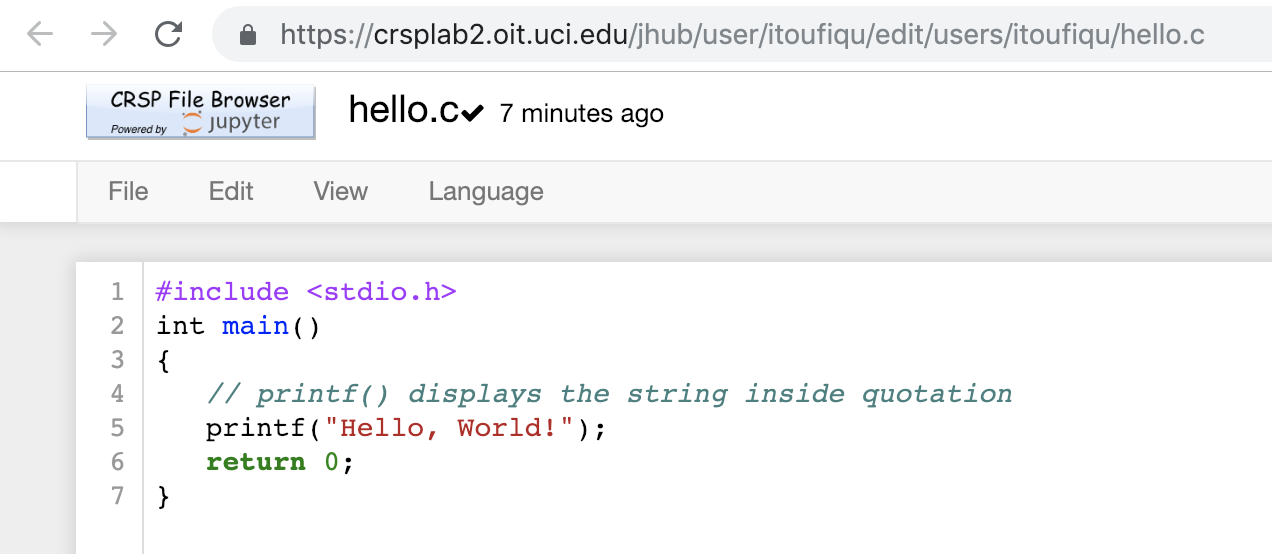 https://crsplab2.oit.uci.edu/jhub/user/itoufiqu/edit/users/itoufiqu/hello.c
CRSP File Browser
Powered by jupyter
hello.c✔ 7 minutes ago
File Edit View Language
1 #include <stdio.h>
2 int main()
3 {
4 // printf() displays the string inside quotation
5 printf("Hello, World!");
6 return 0;
7 }